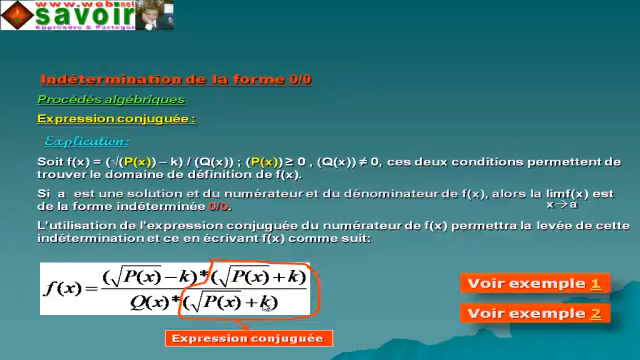 www.webnet
savoir
Apprendre & Partager
Indétermination de la forme 0/0
Procédés algébriques
Expression conjuguée :
Explication:
Soit f(x) = (√(P(x)) – k) / (Q(x)) ; (P(x)) ≥ 0 , (Q(x)) ≠ 0, ces deux conditions permettent de
trouver le domaine de définition de f(x).
Si a est une solution et du numérateur et du dénominateur de f(x), alors la limf(x) est
x→a
de la forme indéterminée 0/0.
L'utilisation de l'expression conjuguée du numérateur de f(x) permettra la levée de cette
indétermination et ce en écrivant f(x) comme suit:
f(x) = (√P(x) – k)*(√P(x) + k) / Q(x)*(√P(x) + k)
Voir exemple 1
Voir exemple 2
Expression conjuguée